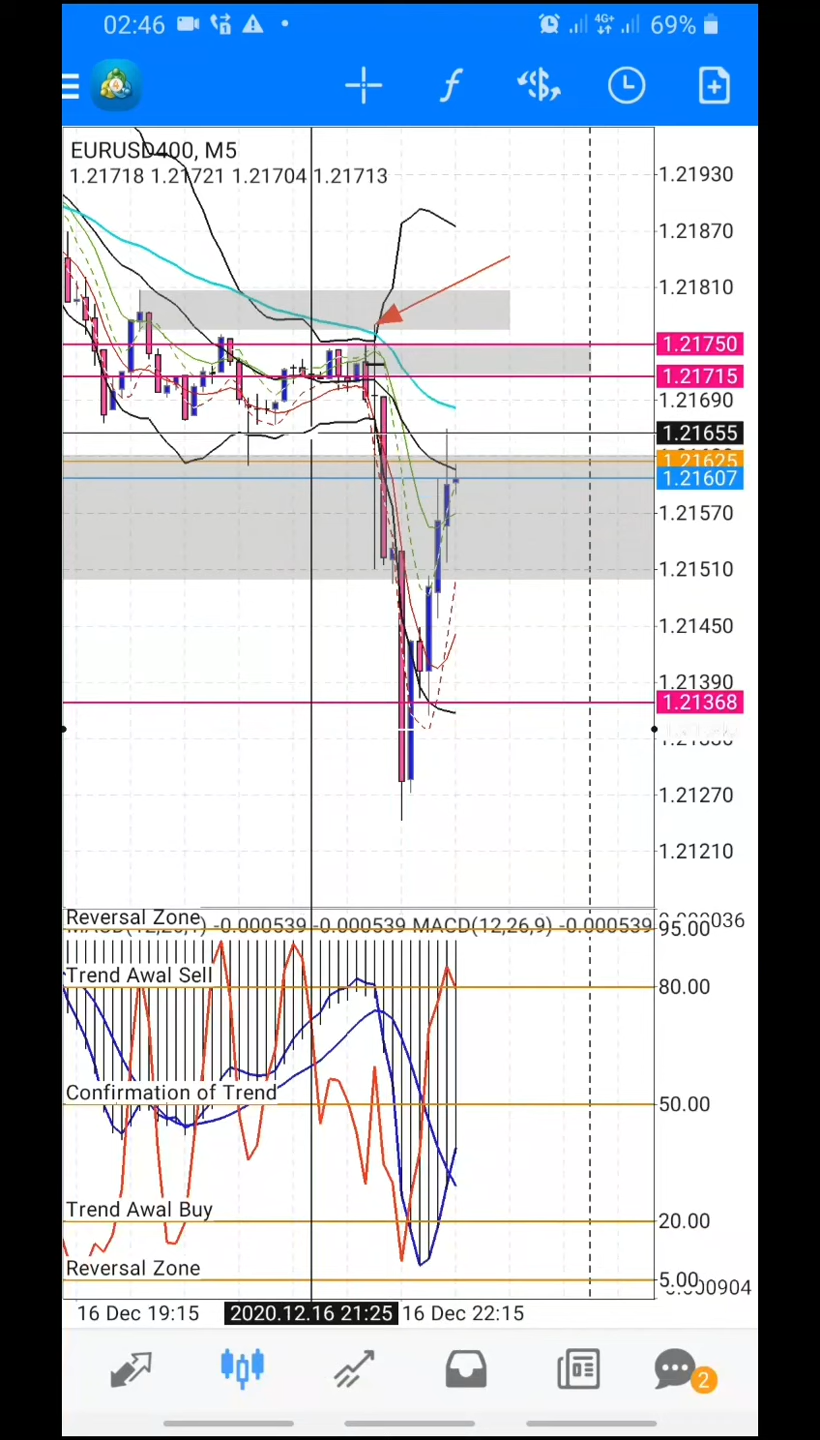 02:46
4G+
69%
EURUSD400, M5
1.21718 1.21721 1.21704 1.21713
1.21930
1.21870
1.21810
1.21750
1.21715
1.21690
1.21655
1.21625
1.21607
1.21570
1.21510
1.21450
1.21390
1.21368
1.21270
1.21210
Reversal Zone
-0.000539 -0.000539 MACD(12,26,9) -0.000539
95.00
Trend Awal Sell
80.00
Confirmation of Trend
50.00
Trend Awal Buy
20.00
Reversal Zone
5.00
16 Dec 19:15
2020.12.16 21:25
16 Dec 22:15
2